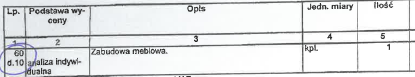 Lp. Podstawa wy-
ceny Opis Jedn. miary Ilość
1 2 3 4 5
60
d.10 analiza indywi-
dualna Zabudowa meblowa. kpl. 1